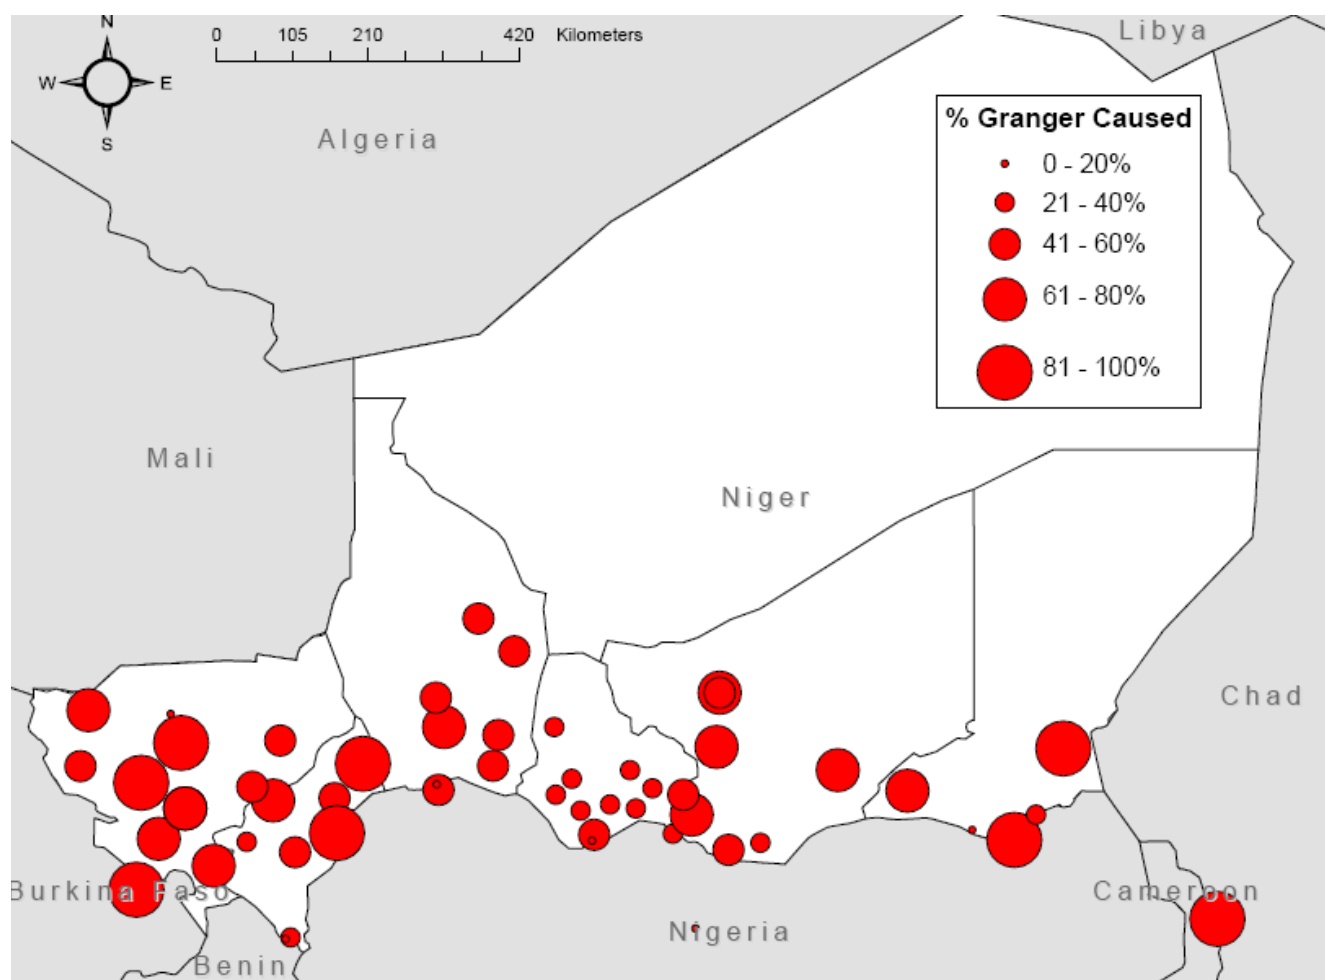 N
W E
S
0 105 210 420 Kilometers
Libya
Algeria
% Granger Caused
0 - 20%
21 - 40%
41 - 60%
61 - 80%
81 - 100%
Mali
Niger
Chad
Burkina Faso
Cameroon
Nigeria
Benin